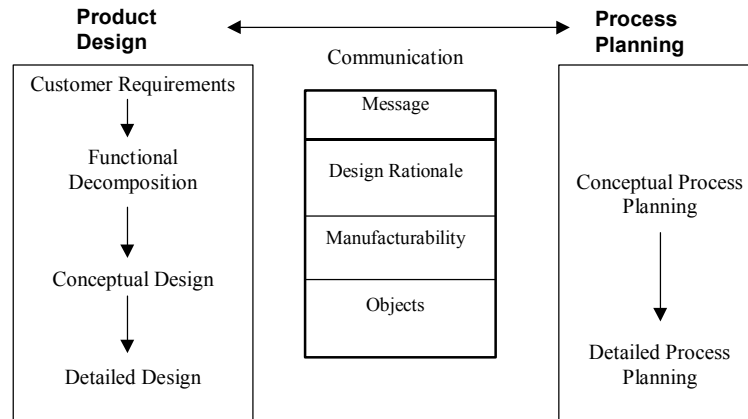 Product
Design
Process
Planning
Communication
Customer Requirements
Functional
Decomposition
Conceptual Design
Detailed Design
Message
Design Rationale
Manufacturability
Objects
Conceptual Process
Planning
Detailed Process
Planning